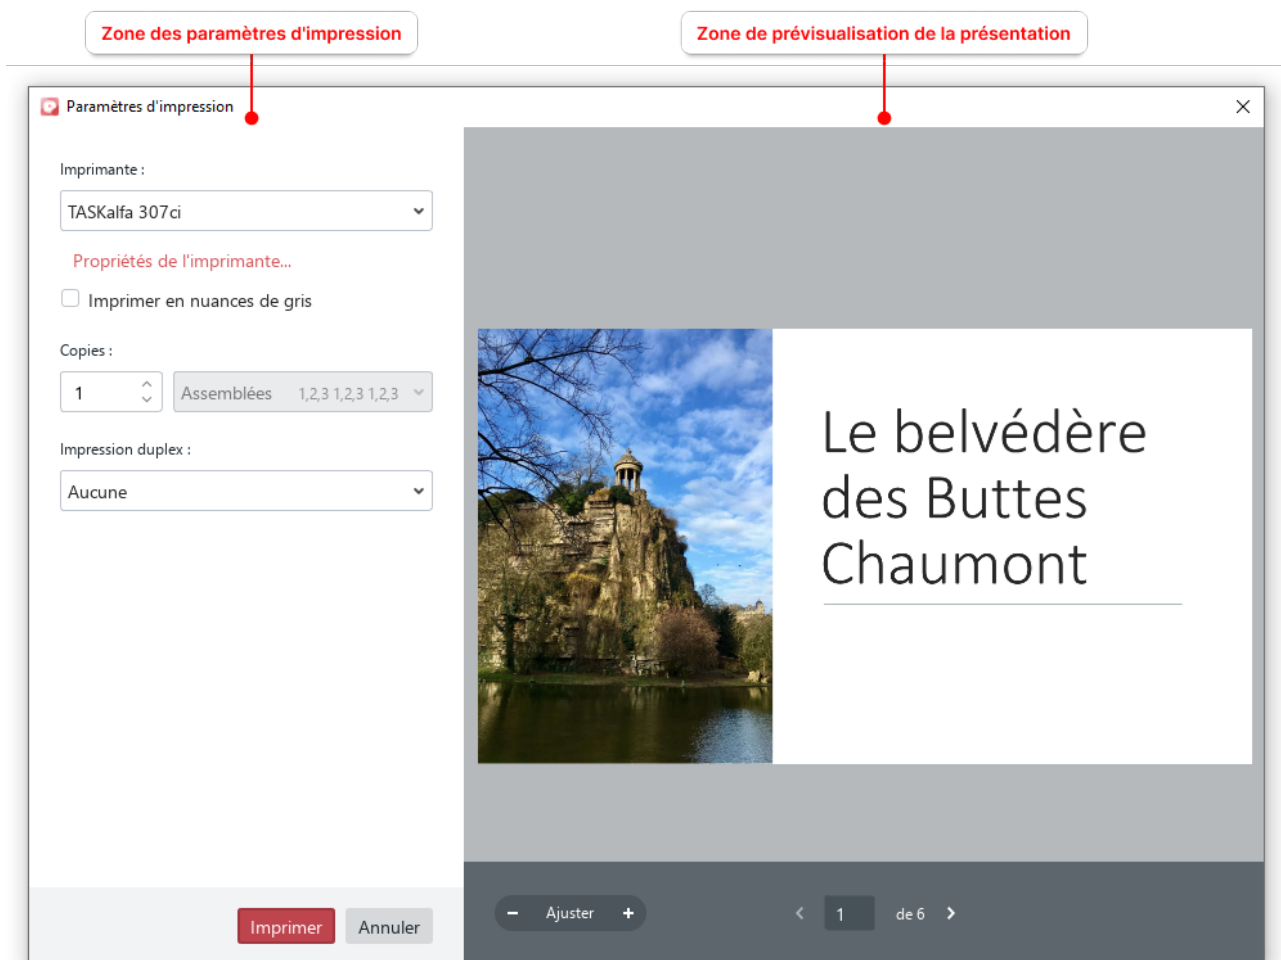 Zone des paramètres d'impression
Zone de prévisualisation de la présentation
Paramètres d'impression
Imprimante :
TASKalfa 307ci
Propriétés de l'imprimante...
Imprimer en nuances de gris
Copies :
1
Assemblées 1,2,3 1,2,3 1,2,3
Impression duplex :
Aucune
Le belvédère
des Buttes
Chaumont
Imprimer
Annuler
Ajuster
1 de 6